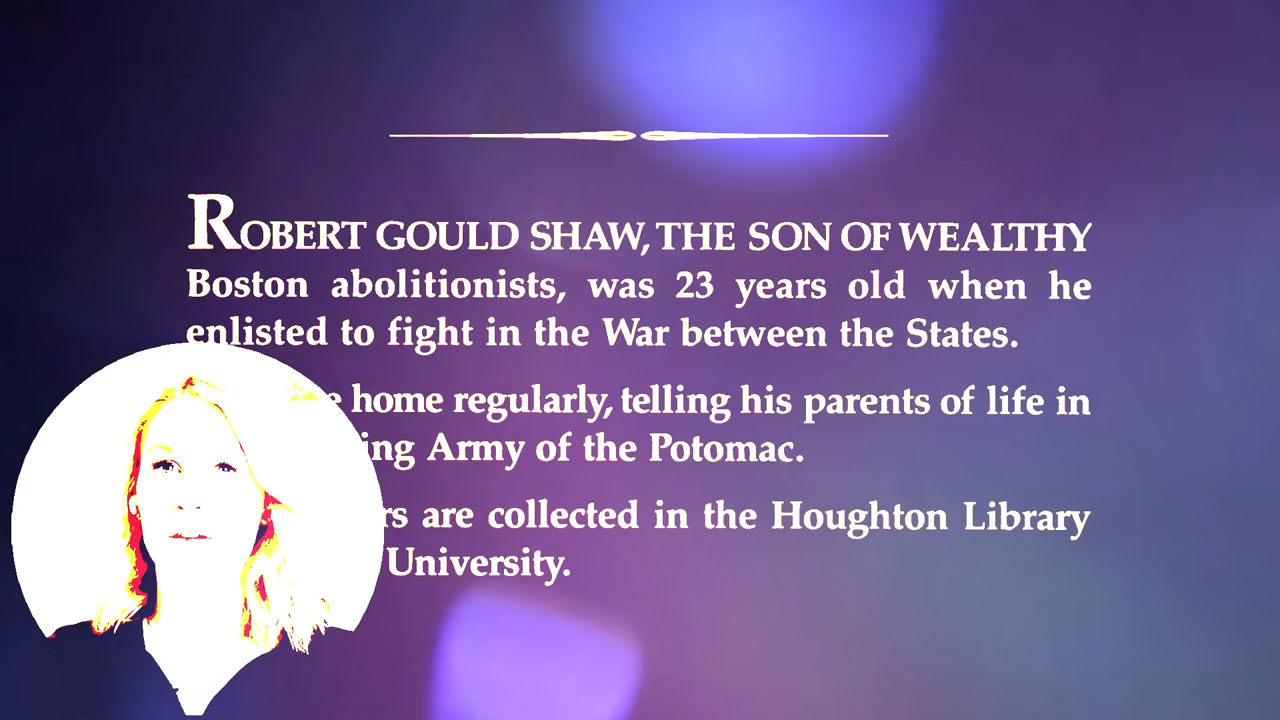 ROBERT GOULD SHAW, THE SON OF WEALTHY
Boston abolitionists, was 23 years old when he
enlisted to fight in the War between the States.
home regularly, telling his parents of life in
Army of the Potomac.
are collected in the Houghton Library
University.